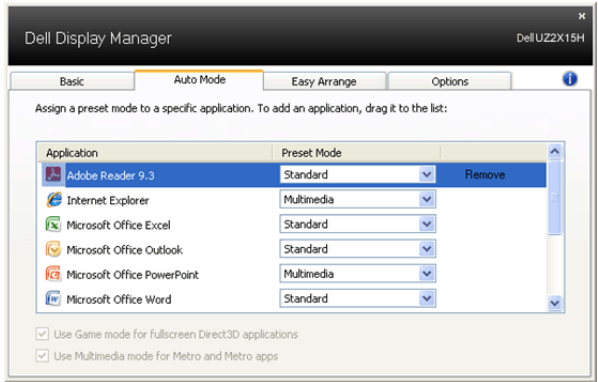 Dell Display Manager
Dell UZ2X15H
Basic
Auto Mode
Easy Arrange
Options
Assign a preset mode to a specific application. To add an application, drag it to the list:
Application Preset Mode
Adobe Reader 9.3 Standard Remove
Internet Explorer Multimedia
Microsoft Office Excel Standard
Microsoft Office Outlook Standard
Microsoft Office PowerPoint Multimedia
Microsoft Office Word Standard
Use Game mode for fullscreen Direct3D applications
Use Multimedia mode for Metro and Metro apps